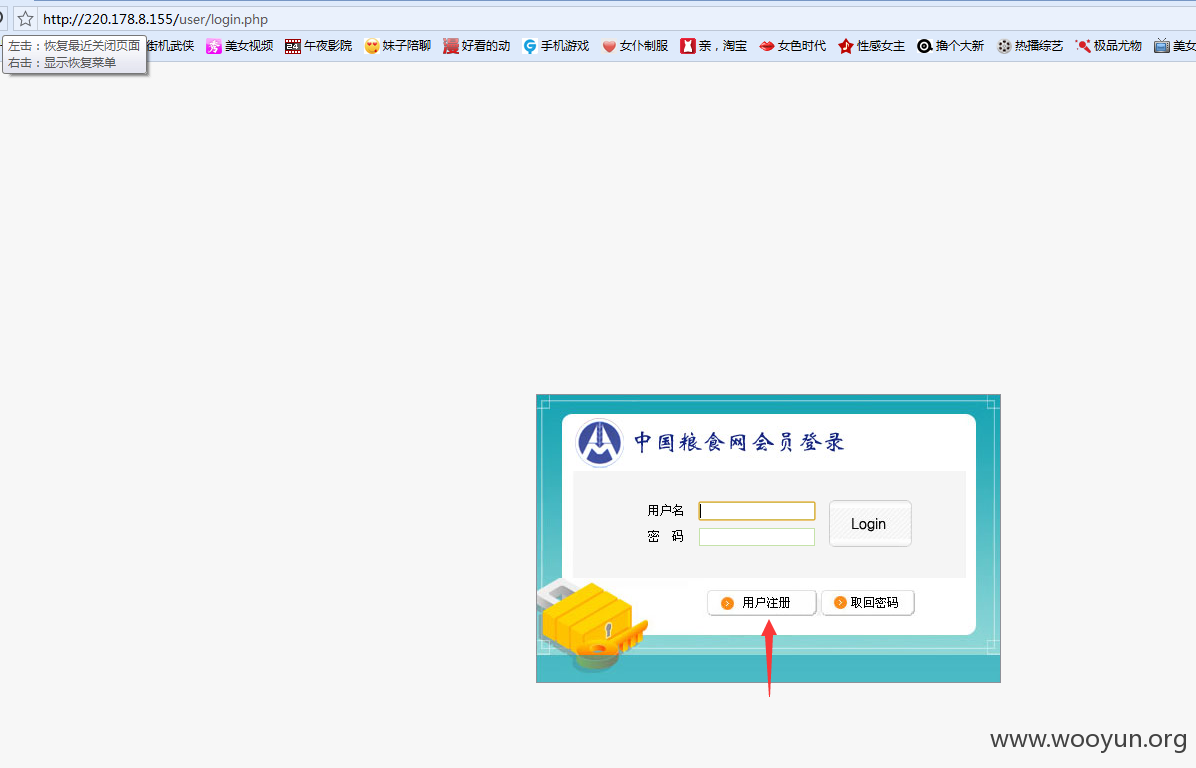 http://220.178.8.155/user/login.php
左击：恢复最近关闭页面
右击：显示恢复菜单
街机武侠 美女视频 午夜影院 妹子陪聊 好看的动 手机游戏 女仆制服 亲，淘宝 女色时代 性感女主 撸个大新 热播综艺 极品尤物 美女
中国粮食网会员登录
用户名
Login
密 码
用户注册 取回密码
www.wooyun.org